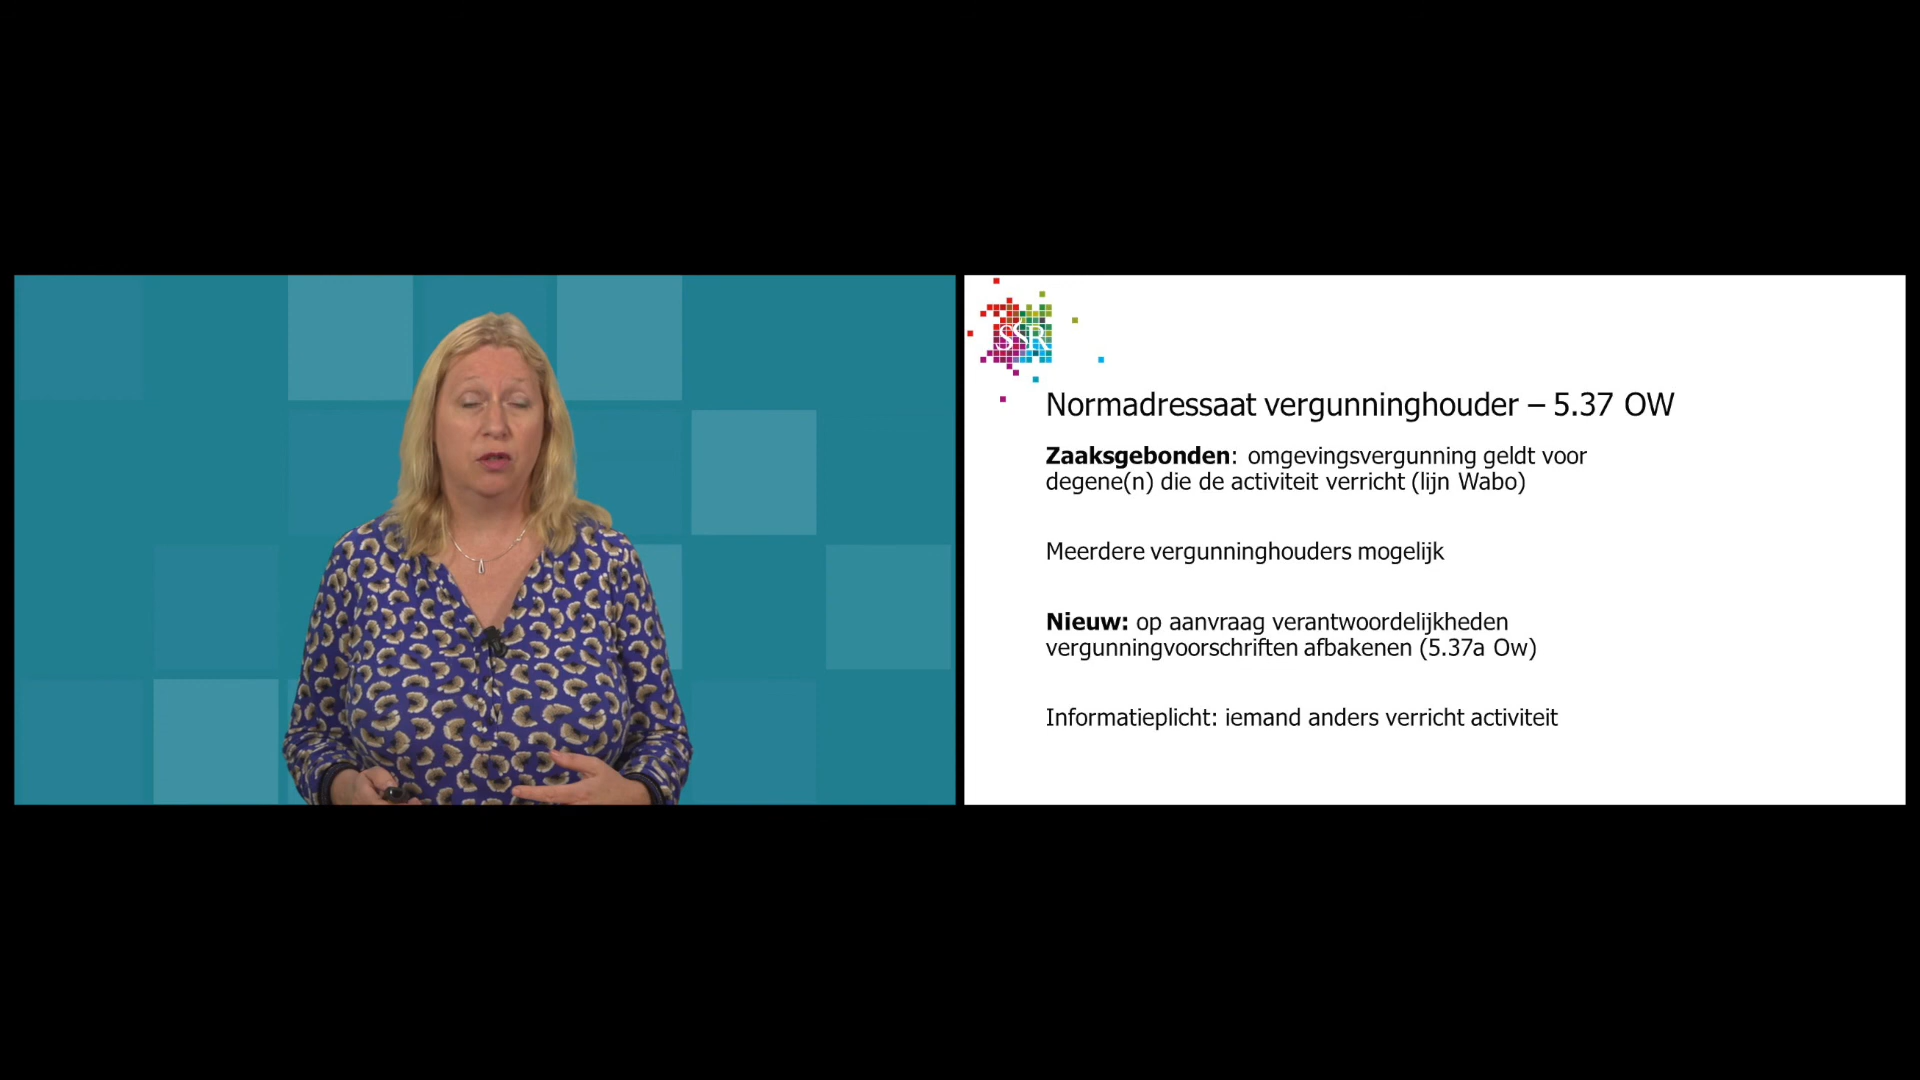 SSR
Normadressaat vergunninghouder – 5.37 OW
Zaaksgebonden: omgevingsvergunning geldt voor
degene(n) die de activiteit verricht (lijn Wabo)
Meerdere vergunninghouders mogelijk
Nieuw: op aanvraag verantwoordelijkheden
vergunningvoorschriften afbakenen (5.37a Ow)
Informatieplicht: iemand anders verricht activiteit